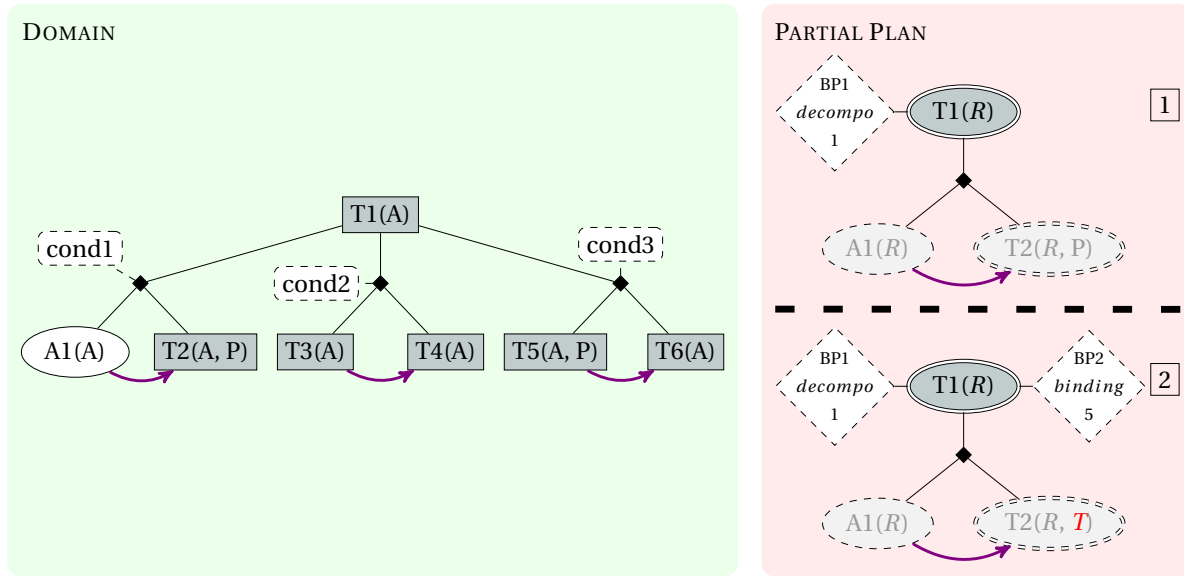 DOMAIN
T1(A)
cond1
cond2
cond3
A1(A)
T2(A, P)
T3(A)
T4(A)
T5(A, P)
T6(A)
PARTIAL PLAN
1
BP1
decompo
1
T1(R)
A1(R)
T2(R, P)
2
BP1
decompo
1
T1(R)
BP2
binding
5
A1(R)
T2(R, T)